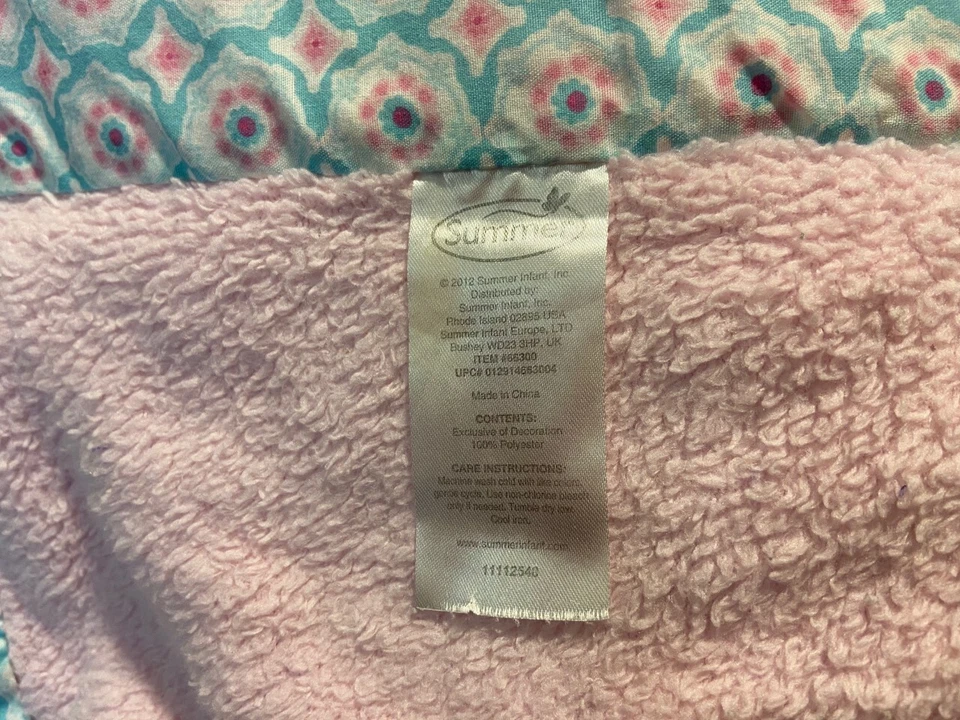 Summer
© 2012 Summer Infant, Inc.
Distributed by:
Summer Infant, Inc.
Rhode Island 02895 USA
Summer Infant Europe, LTD
Bushey WD23 3HP, UK
ITEM #66300
UPC# 012914663004
Made in China
CONTENTS:
Exclusive of Decoration
100% Polyester
CARE INSTRUCTIONS:
Machine wash cold with like colors,
gentle cycle. Use non-chlorine bleach
only if needed. Tumble dry low.
Cool iron.
www.summerinfant.com
11112540